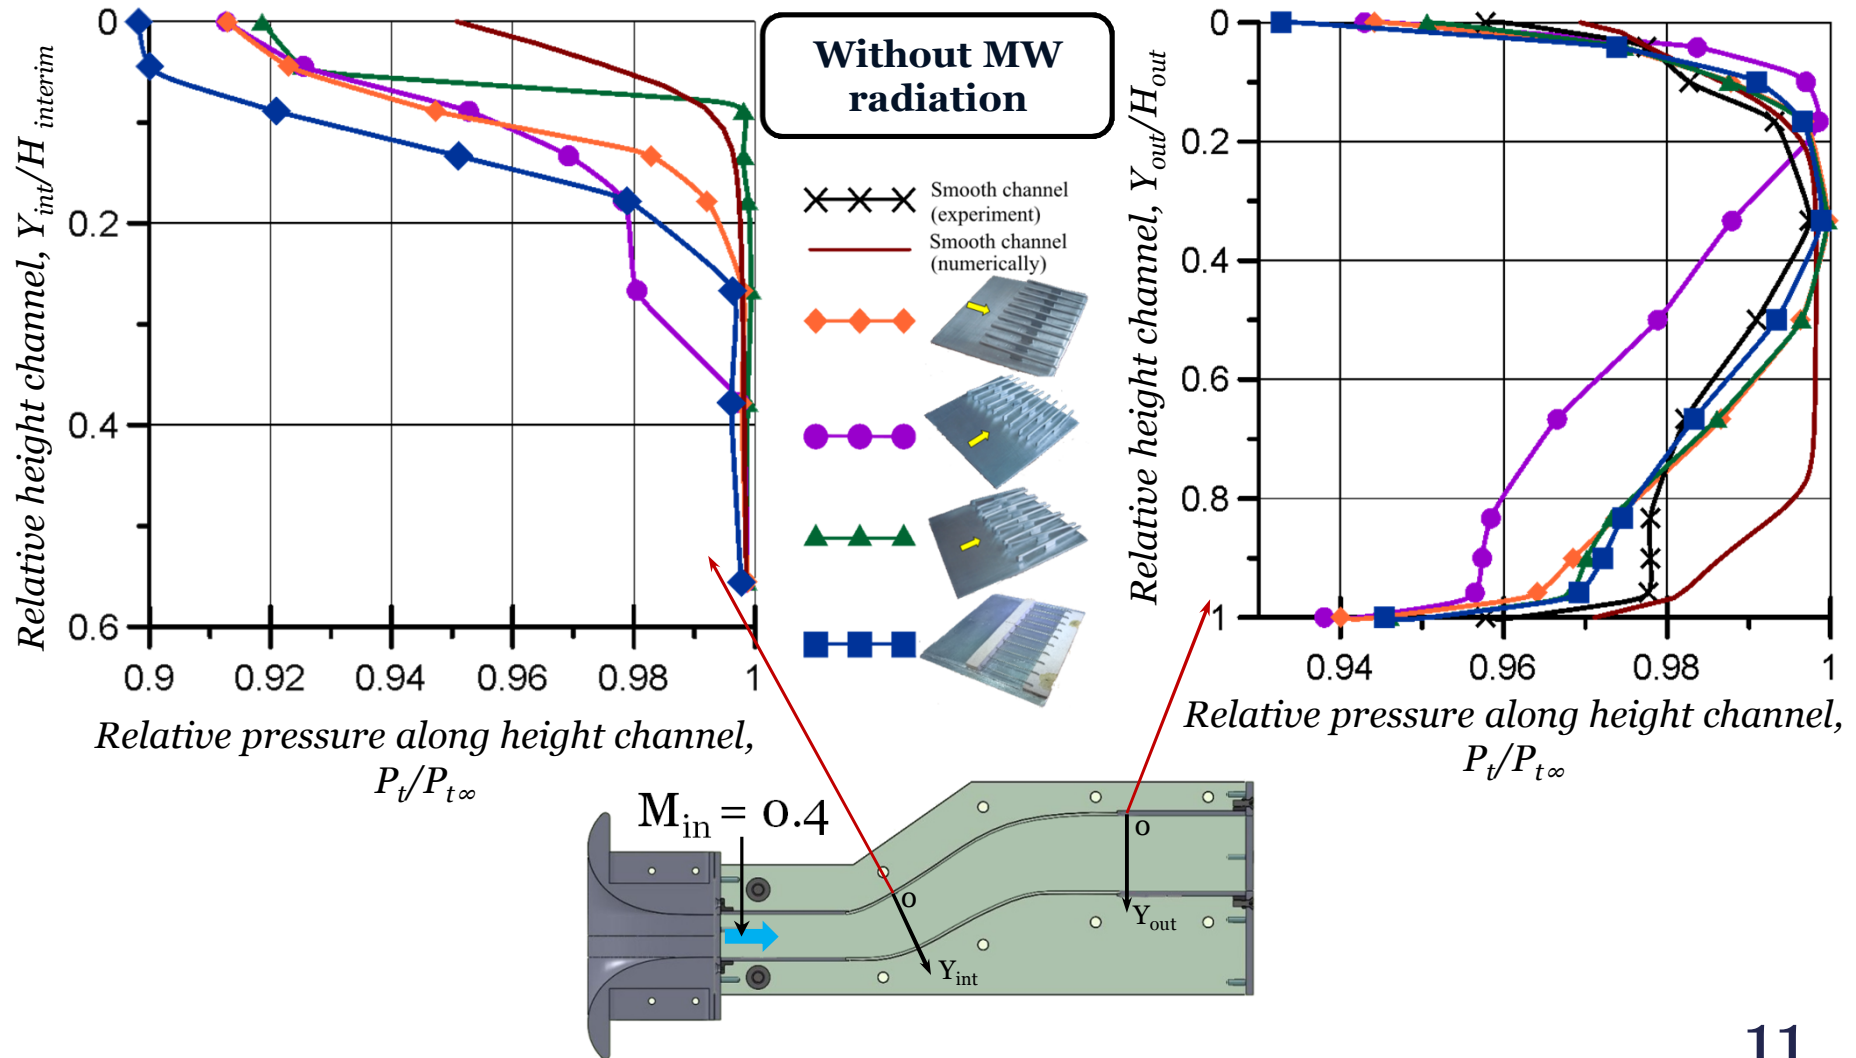 Without MW
radiation
Relative height channel, Y_int/H_interim
0
0.2
0.4
0.6
0.9
0.92
0.94
0.96
0.98
1
Relative pressure along height channel,
P_t/P_t∞
Smooth channel
(experiment)
Smooth channel
(numerically)
Relative height channel, Y_out/H_out
0
0.2
0.4
0.6
0.8
1
0.94
0.96
0.98
1
Relative pressure along height channel,
P_t/P_t∞
M_in = 0.4
0
Y_int
0
Y_out
11